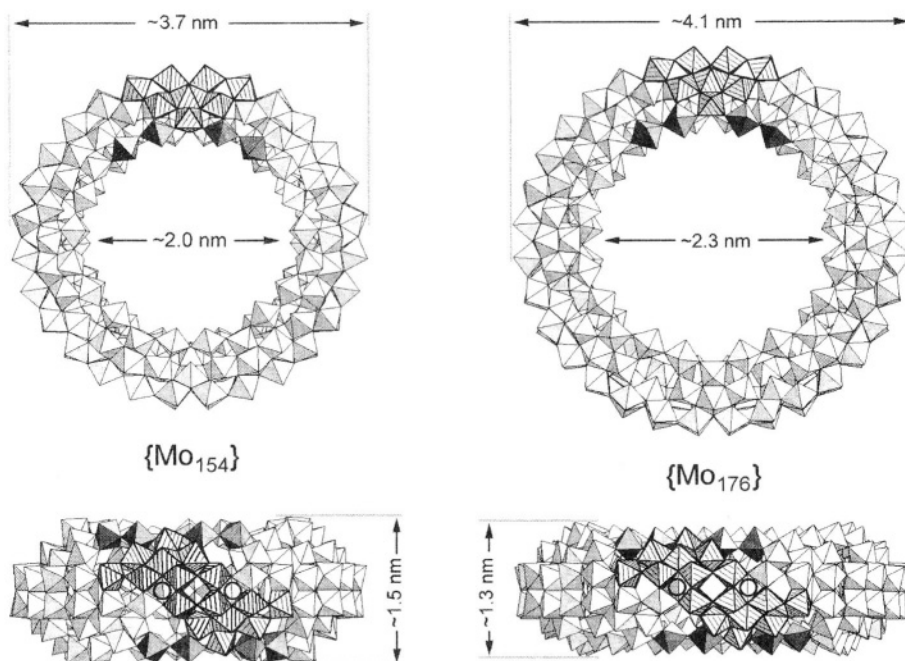 ~3.7 nm
~4.1 nm
~2.0 nm
~2.3 nm
{Mo154}
{Mo176}
~1.5 nm
~1.3 nm